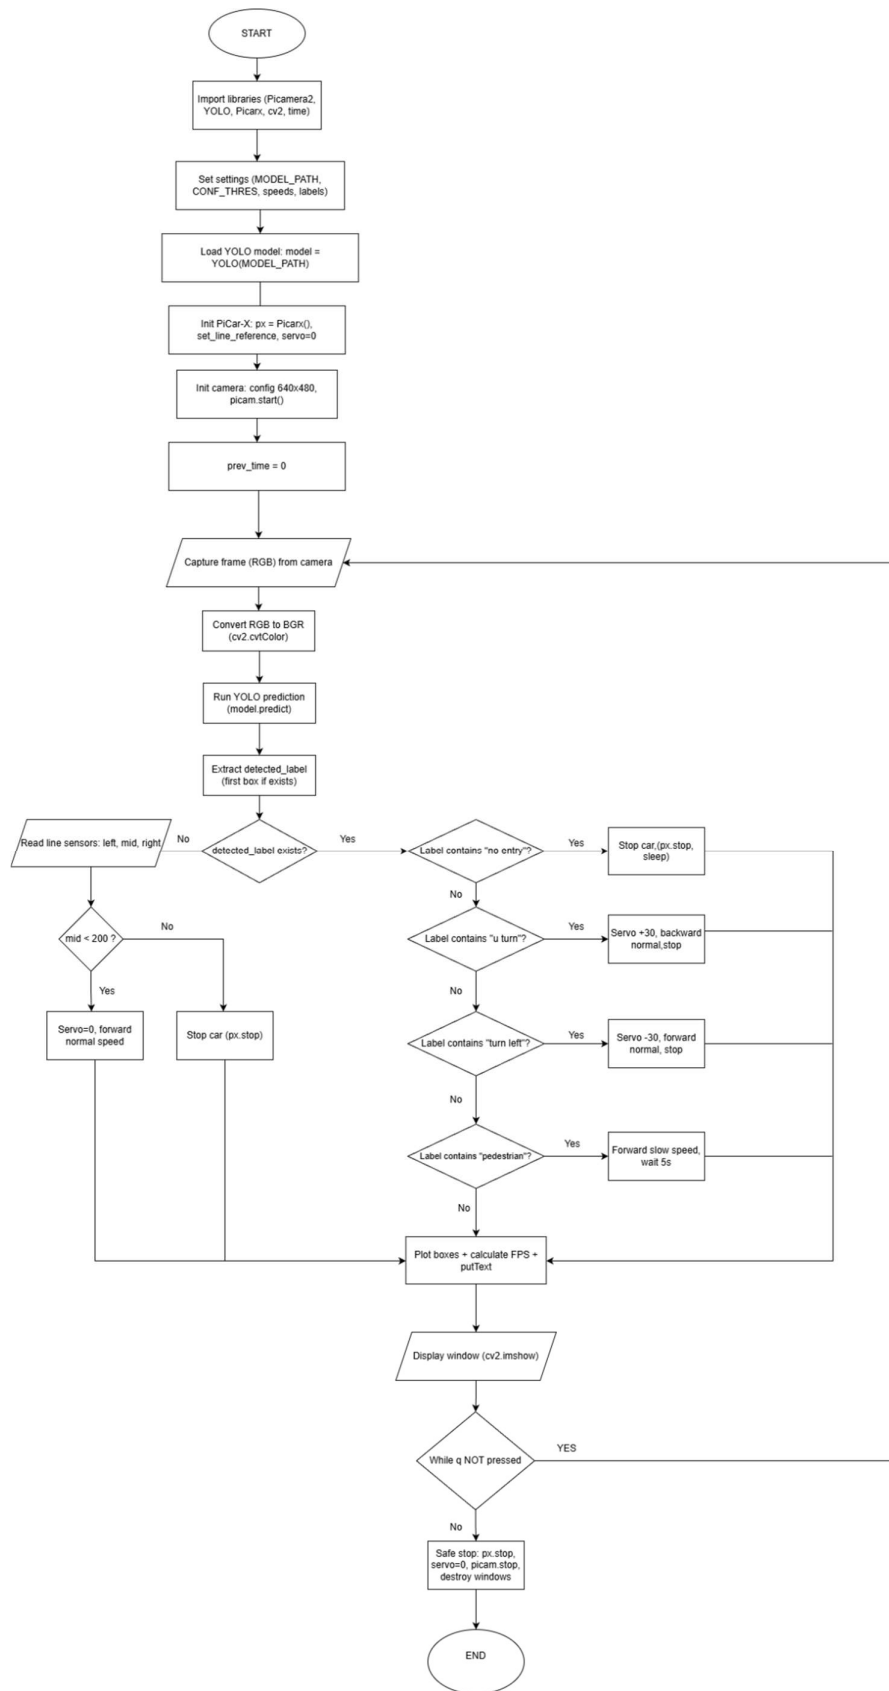 START
Import libraries (Picamera2,
YOLO, Picarx, cv2, time)
Set settings (MODEL_PATH,
CONF_THRES, speeds, labels)
Load YOLO model: model =
YOLO(MODEL_PATH)
Init PiCar-X: px = Picarx(),
set_line_reference, servo=0
Init camera: config 640x480,
picam.start()
prev_time = 0
Capture frame (RGB) from camera
Convert RGB to BGR
(cv2.cvtColor)
Run YOLO prediction
(model.predict)
Extract detected_label
(first box if exists)
Read line sensors: left, mid, right
No
detected_label exists?
Yes
Label contains "no entry"?
Yes
Stop car,(px.stop,
sleep)
No
mid < 200 ?
No
Yes
Servo=0, forward
normal speed
Stop car (px.stop)
Label contains "u turn"?
Yes
Servo +30, backward
normal,stop
No
Label contains "turn left"?
Yes
Servo -30, forward
normal, stop
No
Label contains "pedestrian"?
Yes
Forward slow speed,
wait 5s
No
Plot boxes + calculate FPS +
putText
Display window (cv2.imshow)
While q NOT pressed
YES
No
Safe stop: px.stop,
servo=0, picam.stop,
destroy windows
END